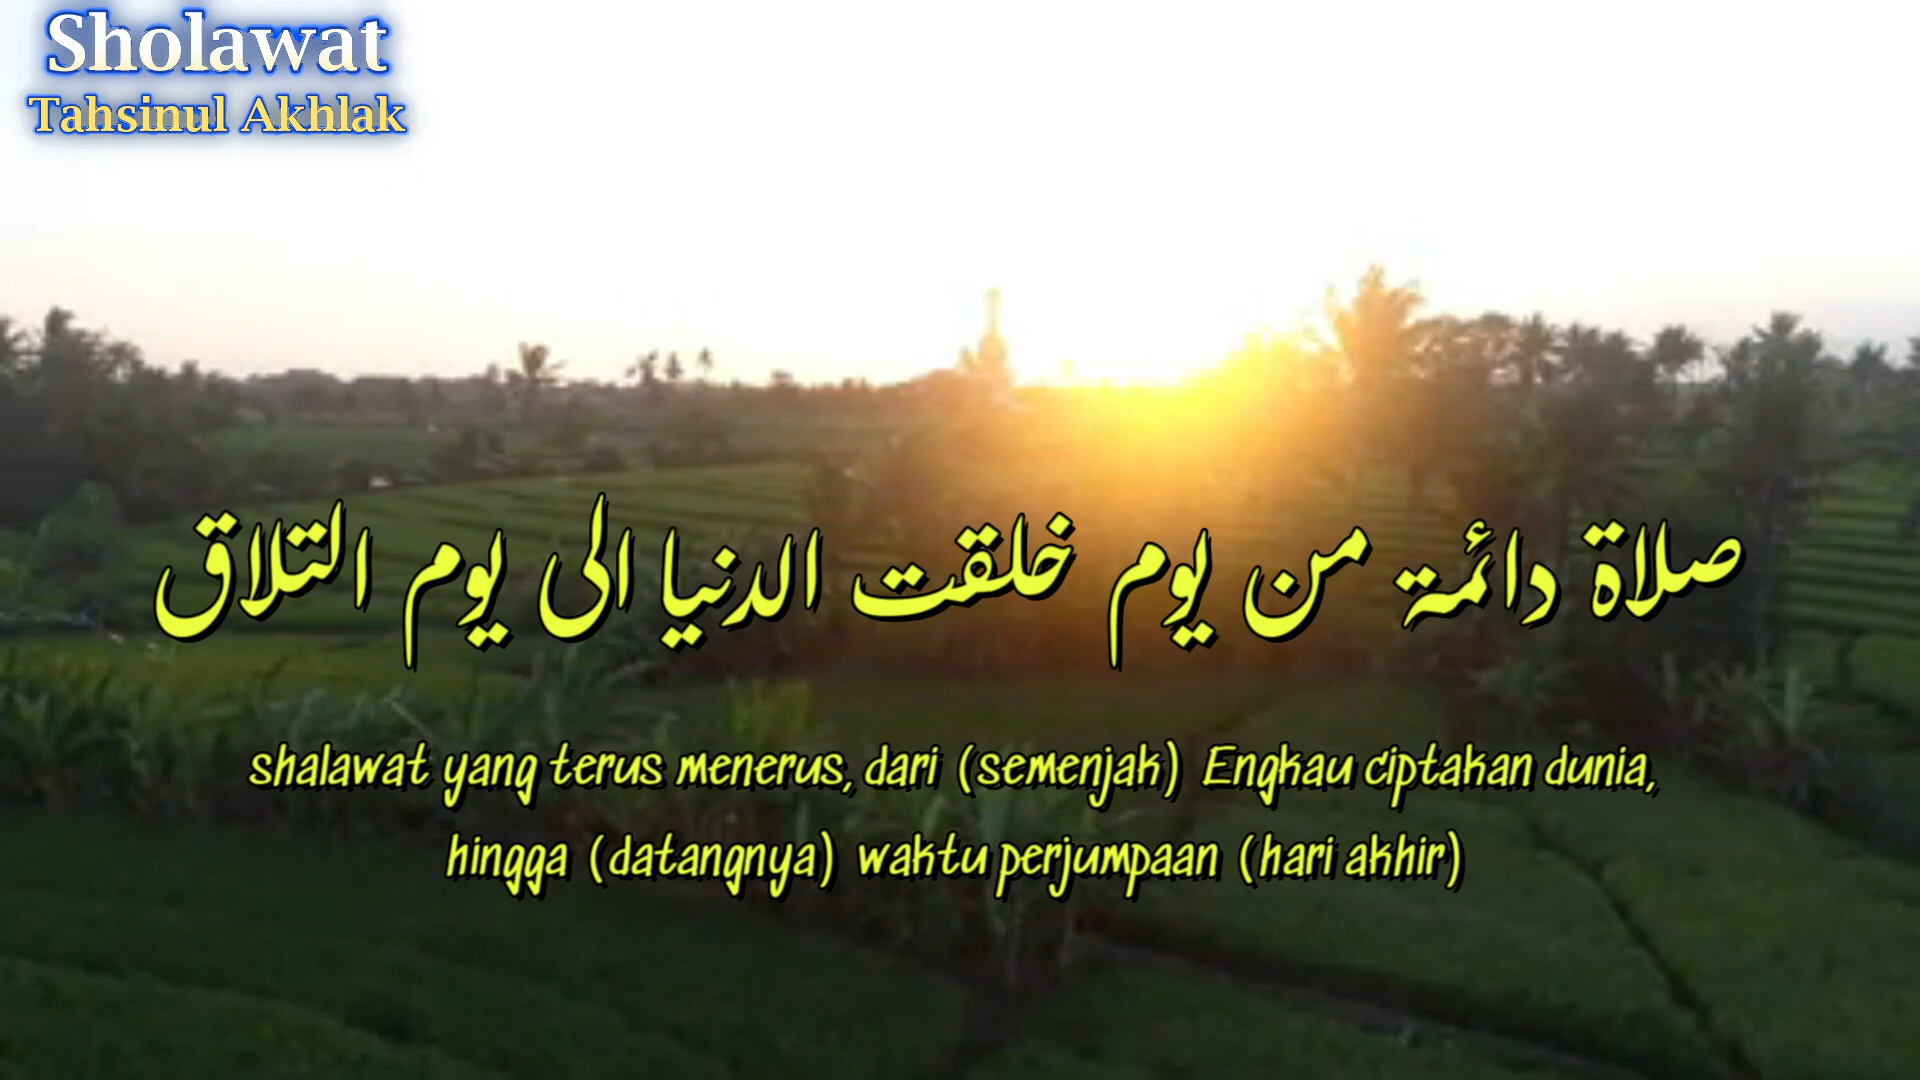 Sholawat
Tahsinul Akhlak
صلاة دائمة من يوم خلقت الدنيا الى يوم التلاق
shalawat yang terus menerus, dari (semenjak) Engkau ciptakan dunia,
hingga (datangnya) waktu perjumpaan (hari akhir)